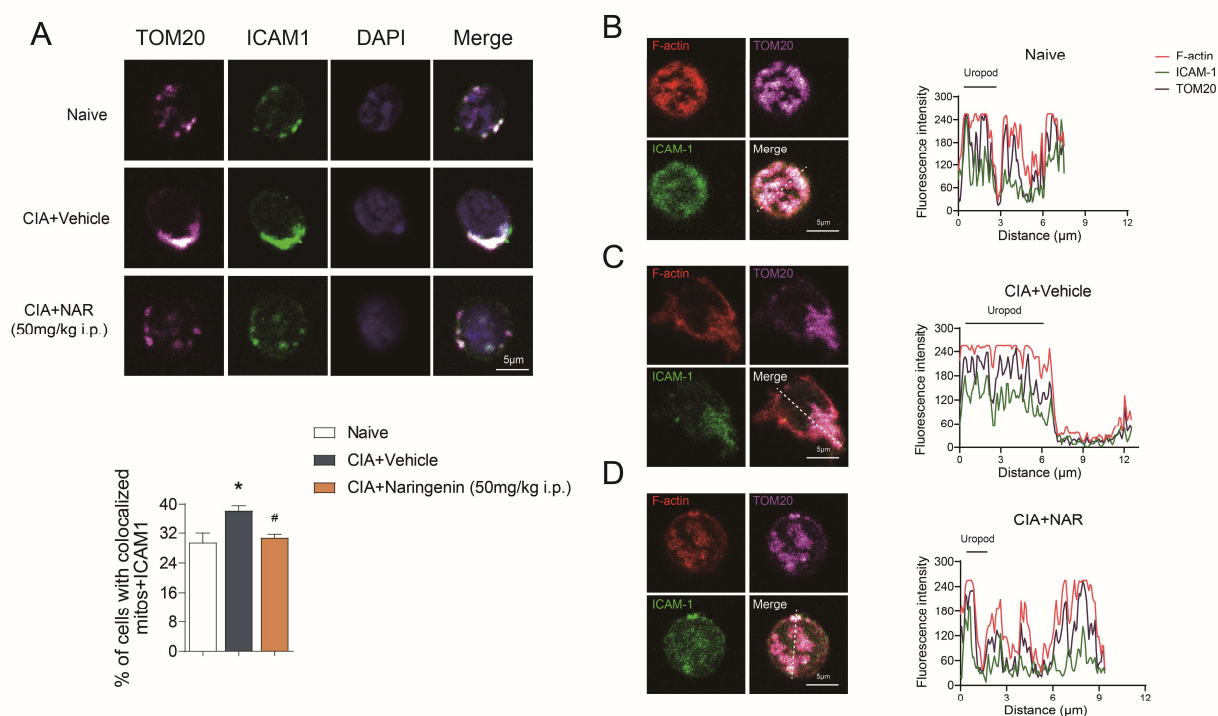 A
TOM20 ICAM1 DAPI Merge
Naive
CIA+Vehicle
CIA+NAR
(50mg/kg i.p.)
5µm
Naive
CIA+Vehicle
CIA+Naringenin (50mg/kg i.p.)
% of cells with colocalized
miitos+ICAM1
40
32
24
16
8
0
*
#
B
F-actin TOM20
ICAM-1 Merge
5µm
Naive
Uropod
F-actin
ICAM-1
TOM20
Fluorescence intensity
300
240
180
120
60
0
0 3 6 9 12
Distance (µm)
C
F-actin TOM20
ICAM-1 Merge
5µm
CIA+Vehicle
Uropod
Fluorescence intensity
300
240
180
120
60
0
0 3 6 9 12
Distance (µm)
D
F-actin TOM20
ICAM-1 Merge
5µm
CIA+NAR
Uropod
Fluorescence intensity
300
240
180
120
60
0
0 3 6 9 12
Distance (µm)